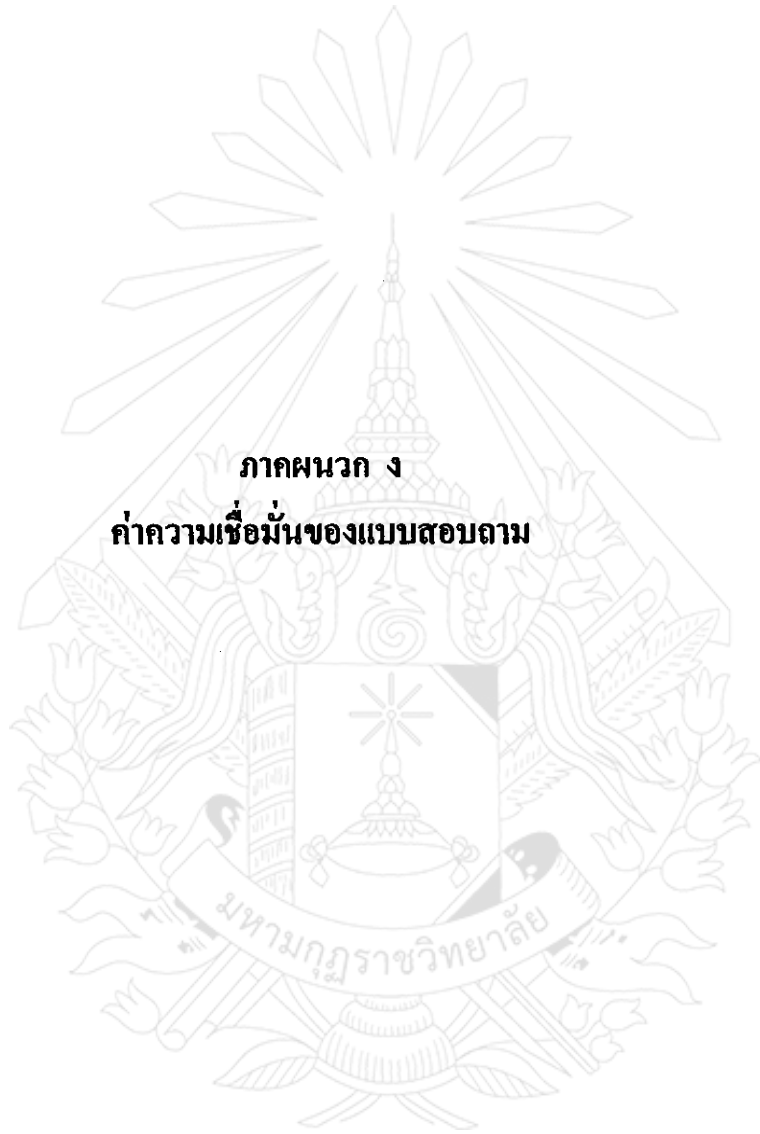 ภาคผนวก ง
ค่าความเชื่อมั่นของแบบสอบถาม
มหามกุฏราชวิทยาลัย